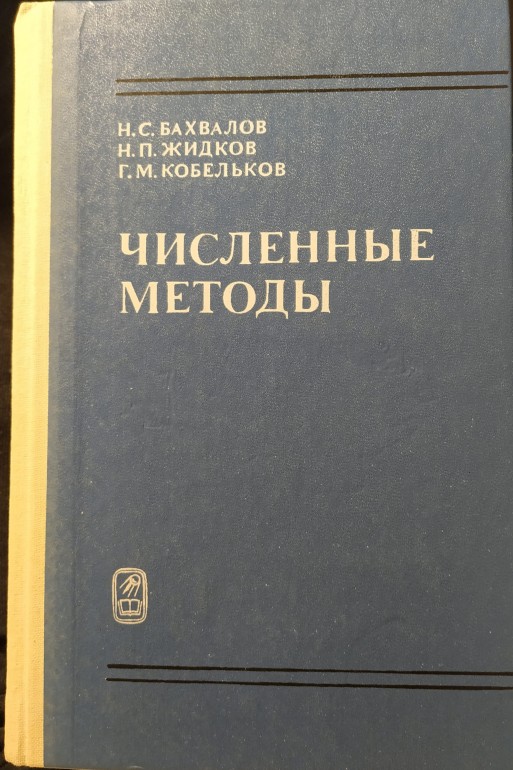 Н.С. БАХВАЛОВ
Н.П. ЖИДКОВ
Г.М. КОБЕЛЬКОВ
ЧИСЛЕННЫЕ
МЕТОДЫ